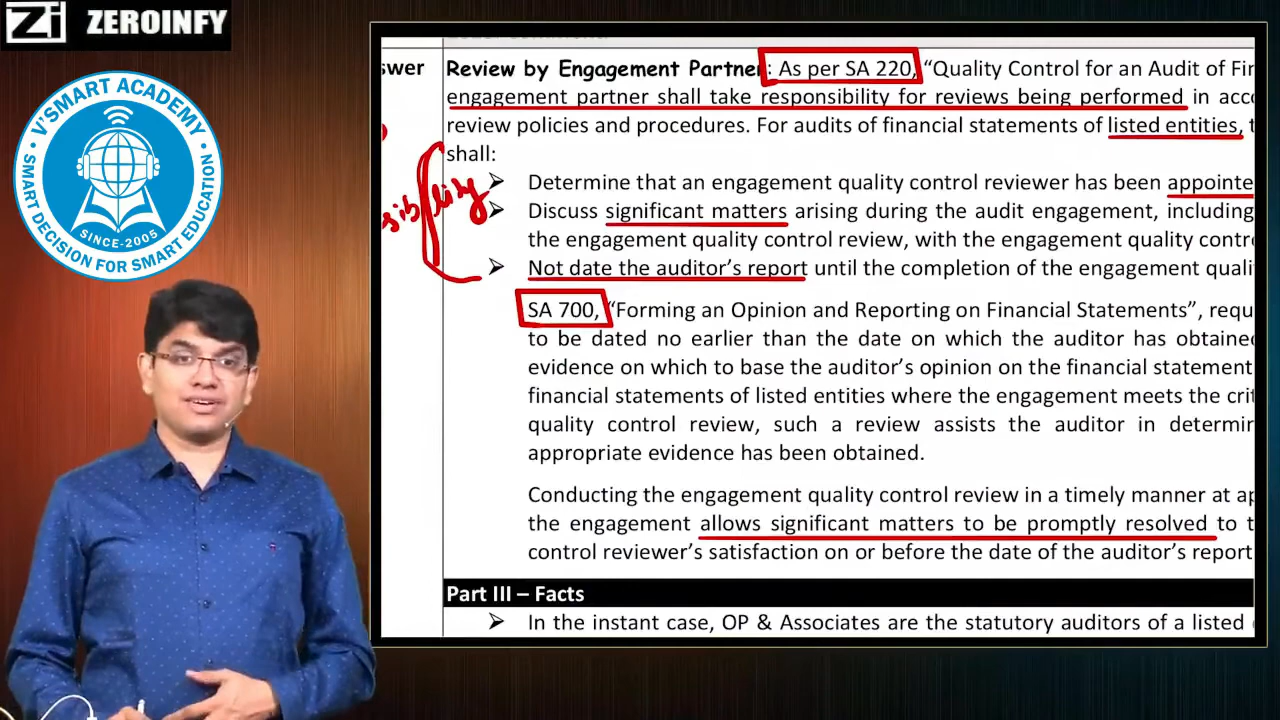 Zi ZEROINFY
V'SMART ACADEMY
SMART DECISION FOR SMART EDUCATION
SINCE-2005
swer
Review by Engagement Partner: As per SA 220, “Quality Control for an Audit of Fin
engagement partner shall take responsibility for reviews being performed in acco
review policies and procedures. For audits of financial statements of listed entities, t
shall:
➢ Determine that an engagement quality control reviewer has been appointe
➢ Discuss significant matters arising during the audit engagement, including
the engagement quality control review, with the engagement quality contr
➢ Not date the auditor’s report until the completion of the engagement quali
SA 700, “Forming an Opinion and Reporting on Financial Statements”, requ
to be dated no earlier than the date on which the auditor has obtained
evidence on which to base the auditor’s opinion on the financial statement
financial statements of listed entities where the engagement meets the crit
quality control review, such a review assists the auditor in determin
appropriate evidence has been obtained.
Conducting the engagement quality control review in a timely manner at ap
the engagement allows significant matters to be promptly resolved to t
control reviewer’s satisfaction on or before the date of the auditor’s report
Part III – Facts
➢ In the instant case, OP & Associates are the statutory auditors of a listed